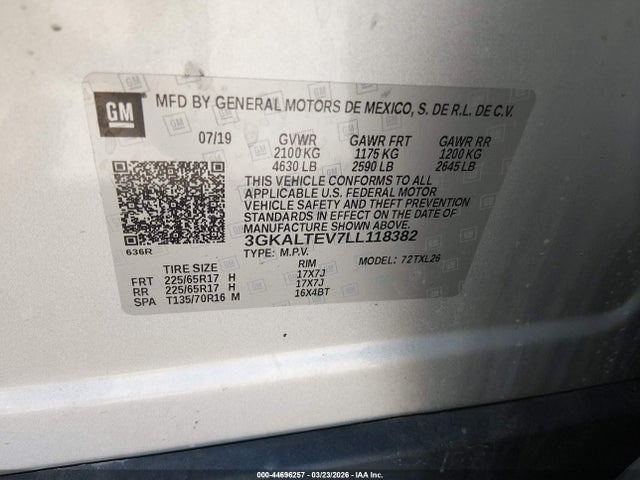 GM
MFD BY GENERAL MOTORS DE MEXICO, S. DE R.L. DE C.V.
07/19 GVWR GAWR FRT GAWR RR
2100 KG 1175 KG 1200 KG
4630 LB 2590 LB 2645 LB
THIS VEHICLE CONFORMS TO ALL
APPLICABLE U.S. FEDERAL MOTOR
VEHICLE SAFETY AND THEFT PREVENTION
STANDARDS IN EFFECT ON THE DATE OF
MANUFACTURE SHOWN ABOVE.
3GKALTEV7LL118382
636R
TYPE: M.P.V. MODEL: 72TXL26
TIRE SIZE RIM
FRT 225/65R17 H 17X7J
RR 225/65R17 H 17X7J
SPA T135/70R16 M 16X4BT
000-44696257 | 03/23/2026 | IAA Inc.